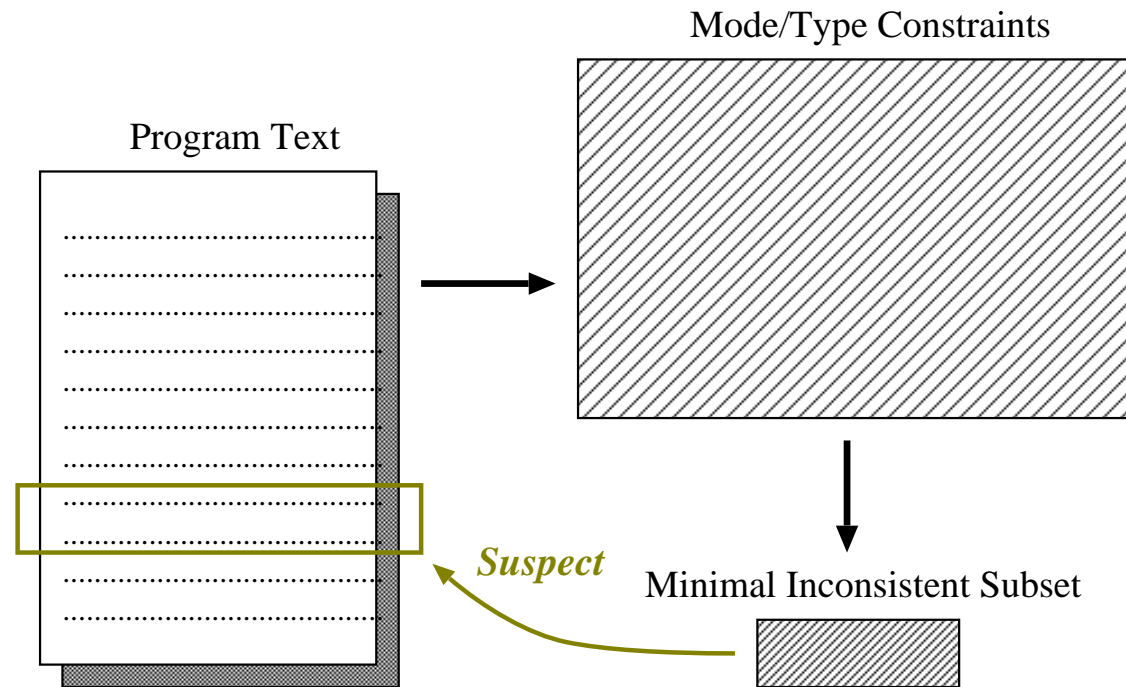 Mode/Type Constraints
Program Text
Suspect
Minimal Inconsistent Subset